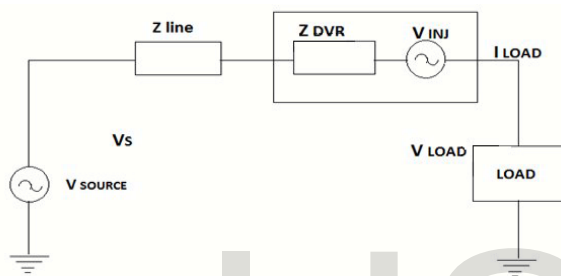 Z line
Z DVR
V INJ
I LOAD
Vs
V LOAD
LOAD
V SOURCE